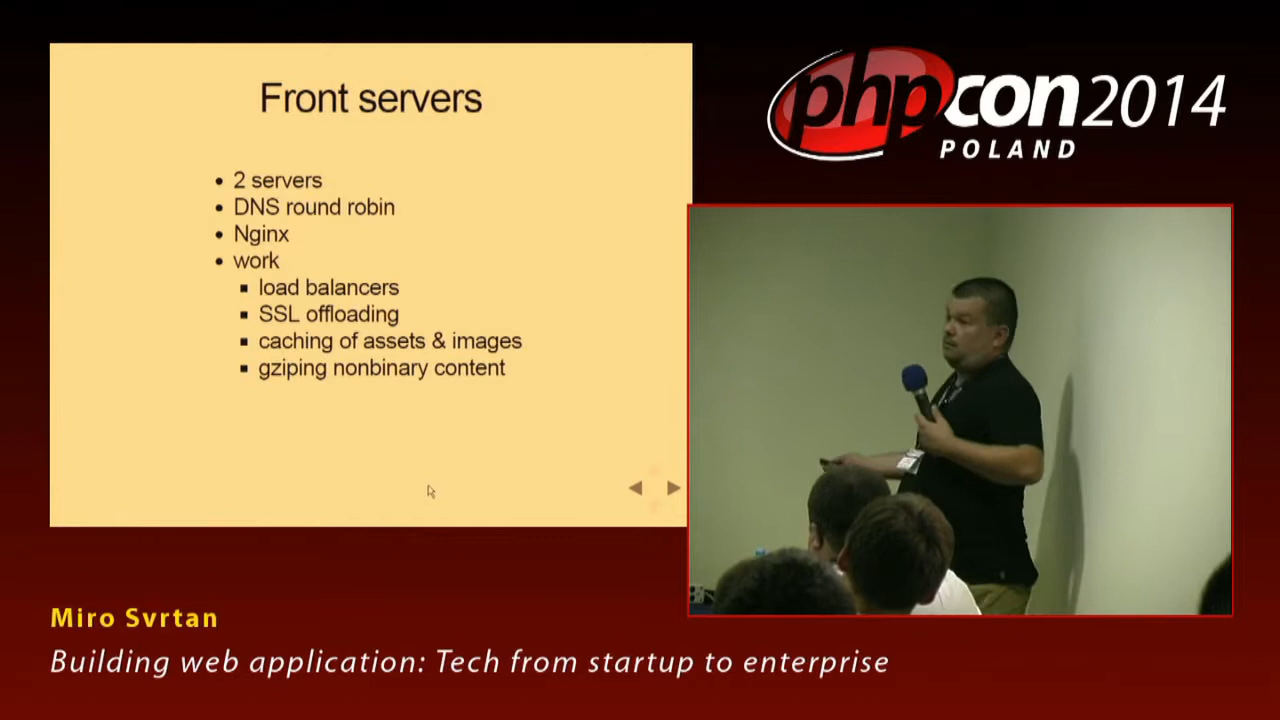 Front servers
2 servers
DNS round robin
Nginx
work
load balancers
SSL offloading
caching of assets & images
gziping nonbinary content
phpcon2014
POLAND
Miro Svrtan
Building web application: Tech from startup to enterprise